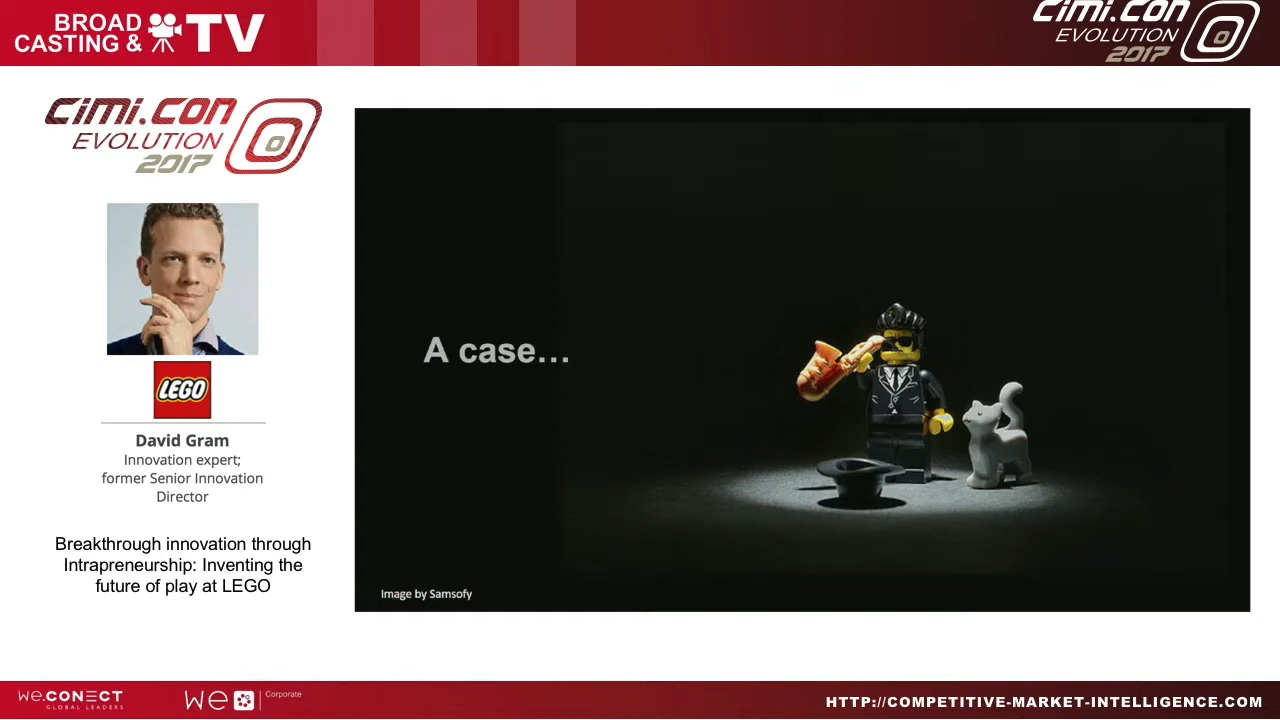 BROAD
CASTING & TV
cimi.con
EVOLUTION
2017
cimi.con
EVOLUTION
2017
LEGO
David Gram
Innovation expert;
former Senior Innovation
Director
Breakthrough innovation through
Intrapreneurship: Inventing the
future of play at LEGO
A case...
Image by Samsofy
we.CONECT
GLOBAL LEADERS
we
Corporate
HTTP://COMPETITIVE-MARKET-INTELLIGENCE.COM